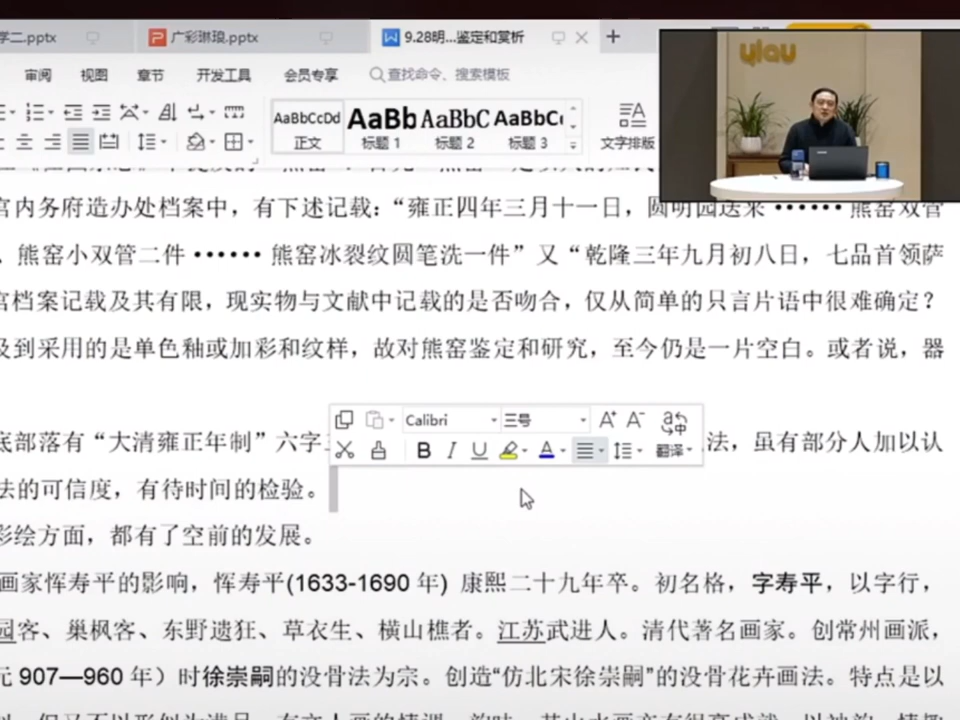 学二.pptx
广彩琳琅.pptx
9.28明...鉴定和赏析
审阅 视图 章节 开发工具 会员专享 查找命令、搜索模板
AaBbCcDd AaBb AaBbC AaBbC
正文 标题 1 标题 2 标题 3 文字排版
yiqu
宫内务府造办处档案中，有下述记载：“雍正四年三月十一日，圆明园送来 •••••• 熊窑双管
熊窑小双管二件 •••••• 熊窑冰裂纹圆笔洗一件” 又 “乾隆三年九月初八日，七品首领萨
宫档案记载及其有限，现实物与文献中记载的是否吻合，仅从简单的只言片语中很难确定？
及到采用的是单色釉或加彩和纹样，故对熊窑鉴定和研究，至今仍是一片空白。或者说，器
Calibri 三号 A+ A-
B I U A 翻译
底部落有 “大清雍正年制” 六字 法，虽有部分人加以认
法的可信度，有待时间的检验。
彩绘方面，都有了空前的发展。
画家恽寿平的影响，恽寿平(1633-1690 年) 康熙二十九年卒。初名格，字寿平，以字行，
园客、巢枫客、东野遗狂、草衣生、横山樵者。江苏武进人。清代著名画家。创常州画派，
元 907—960 年）时徐崇嗣的没骨法为宗。创造“仿北宋徐崇嗣”的没骨花卉画法。特点是以